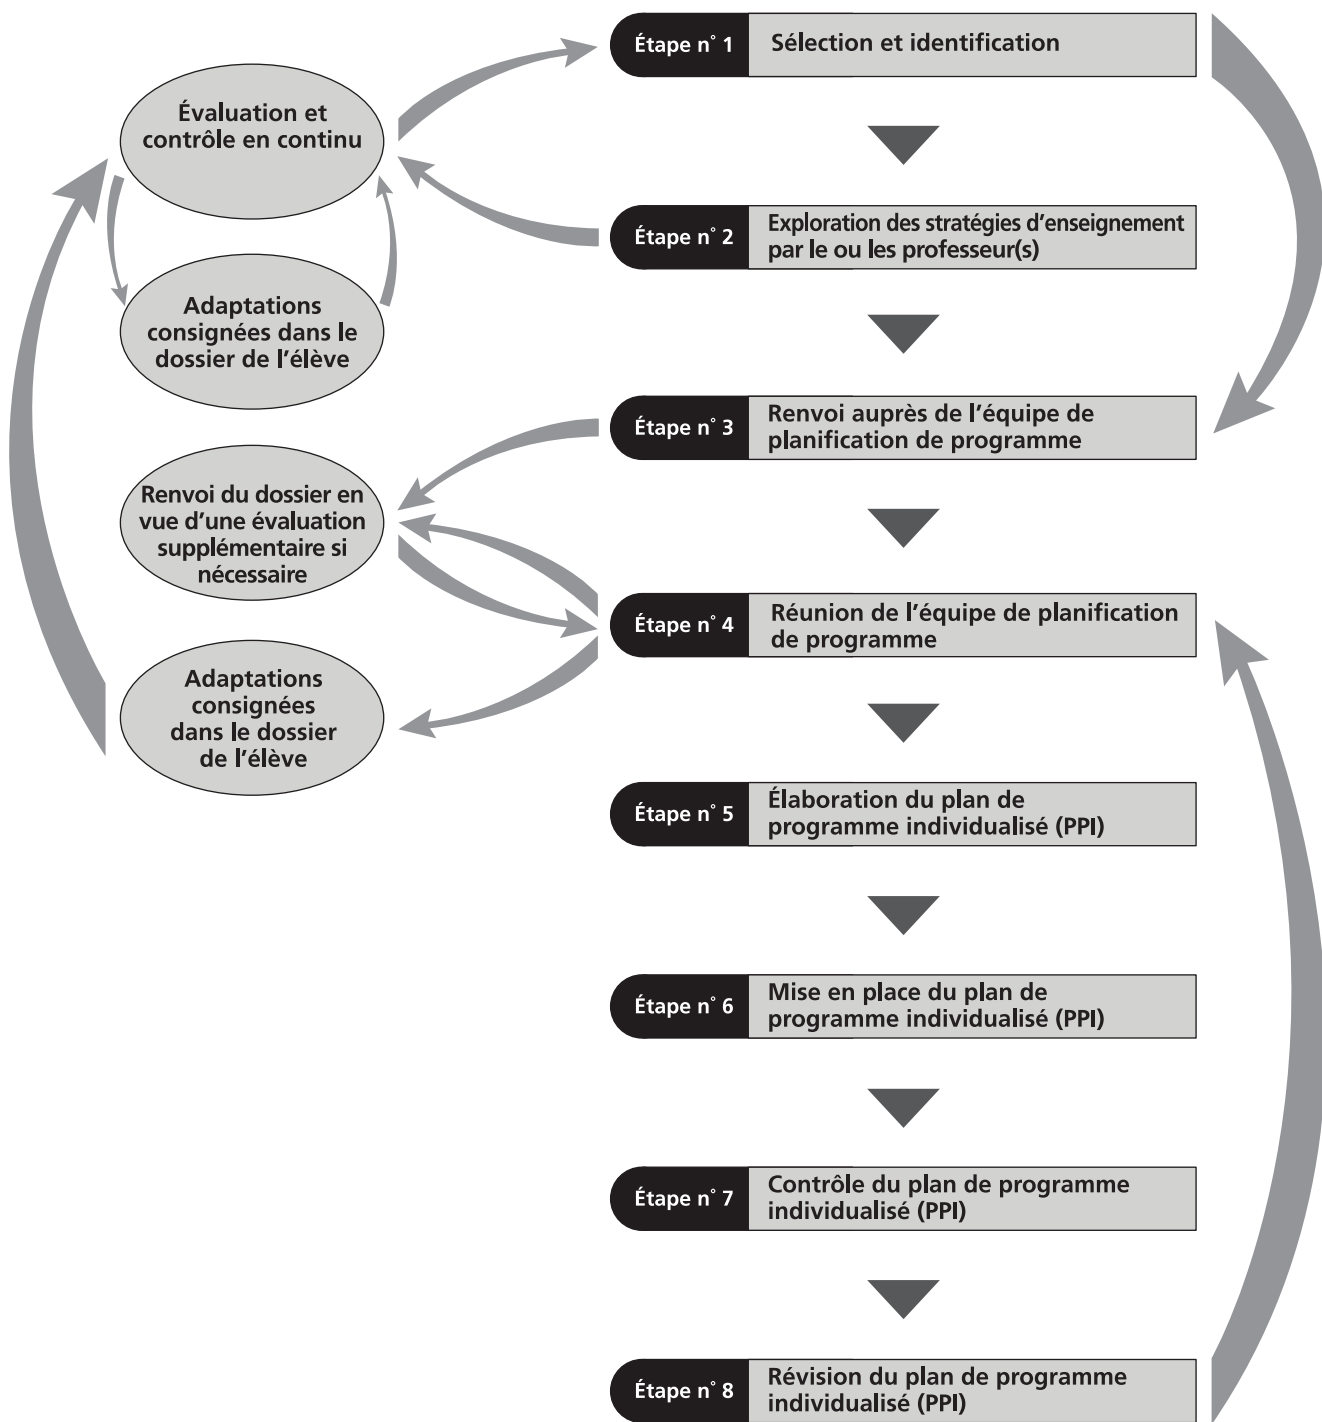 Étape n° 1
Sélection et identification
Évaluation et
contrôle en continu
Étape n° 2
Exploration des stratégies d'enseignement
par le ou les professeur(s)
Adaptations
consignées dans le
dossier de l'élève
Étape n° 3
Renvoi auprès de l'équipe de
planification de programme
Renvoi du dossier en
vue d'une évaluation
supplémentaire si
nécessaire
Étape n° 4
Réunion de l'équipe de planification
de programme
Adaptations
consignées
dans le dossier
de l'élève
Étape n° 5
Élaboration du plan de
programme individualisé (PPI)
Étape n° 6
Mise en place du plan de
programme individualisé (PPI)
Étape n° 7
Contrôle du plan de programme
individualisé (PPI)
Étape n° 8
Révision du plan de programme
individualisé (PPI)